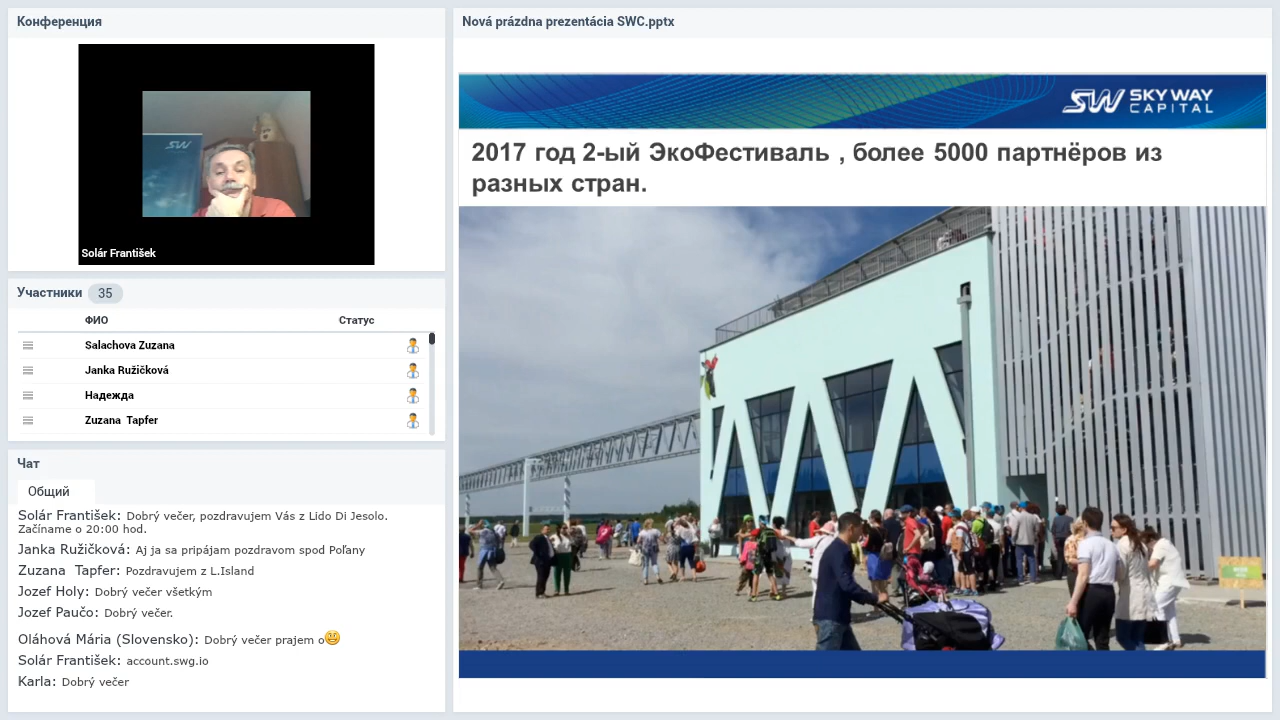 Конференция
SW
Solár František
Участники 35
ФИО Статус
Salachova Zuzana
Janka Ružičková
Надежда
Zuzana Tapfer
Чат
Общий
Solár František: Dobrý večer, pozdravujem Vás z Lido Di Jesolo.
Začíname o 20:00 hod.
Janka Ružičková: Aj ja sa pripájam pozdravom spod Poľany
Zuzana Tapfer: Pozdravujem z L.Island
Jozef Holy: Dobrý večer všetkým
Jozef Paučo: Dobrý večer.
Oláhová Mária (Slovensko): Dobrý večer prajem o
Solár František: account.swg.io
Karla: Dobrý večer
Nová prázdna prezentácia SWC.pptx
SW SKY WAY
CAPITAL
2017 год 2-ый ЭкоФестиваль , более 5000 партнёров из
разных стран.